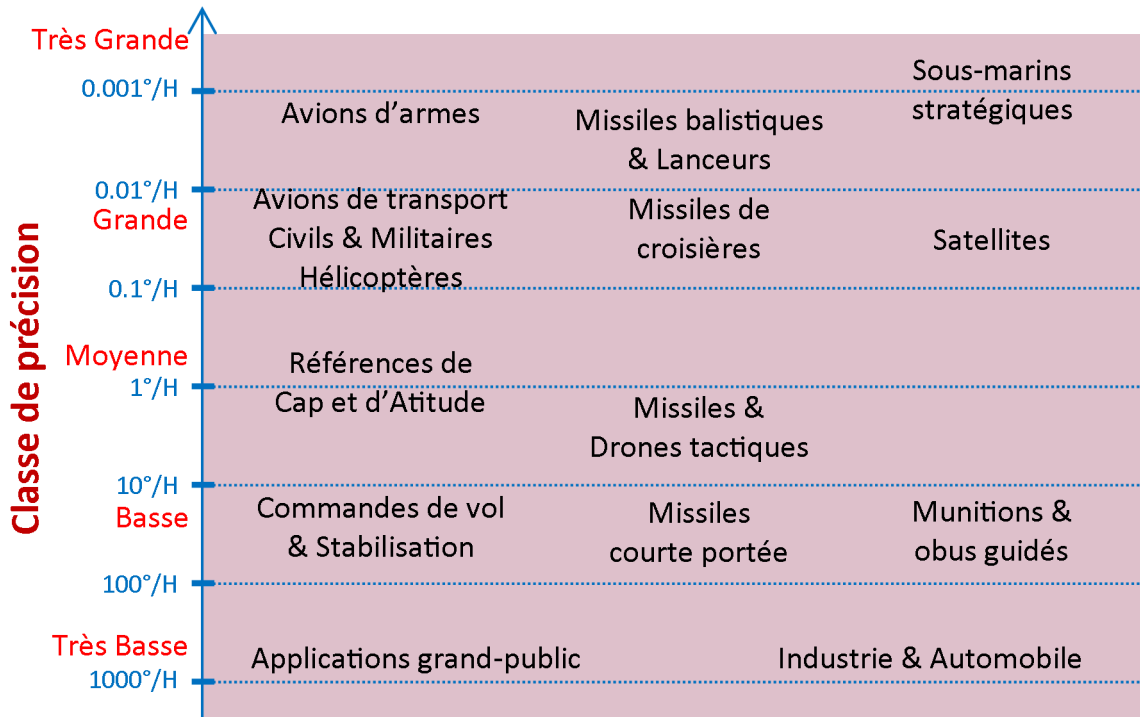 Classe de précision
Très Grande
0.001°/H
Sous-marins
stratégiques
Avions d’armes
Missiles balistiques
& Lanceurs
0.01°/H
Grande
Avions de transport
Civils & Militaires
Hélicoptères
Missiles de
croisières
Satellites
0.1°/H
Moyenne
1°/H
Références de
Cap et d’Atitude
Missiles &
Drones tactiques
10°/H
Basse
Commandes de vol
& Stabilisation
Missiles
courte portée
Munitions &
obus guidés
100°/H
Très Basse
1000°/H
Applications grand-public
Industrie & Automobile